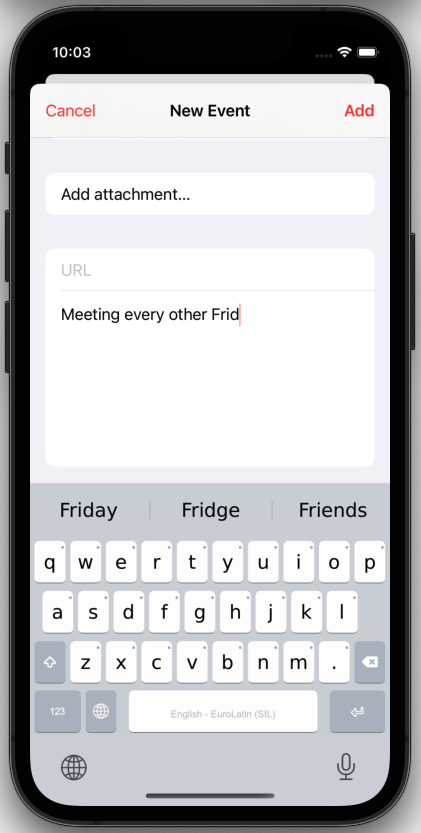 10:03
Cancel New Event Add
Add attachment...
URL
Meeting every other Frid
Friday Fridge Friends
q w e r t y u i o p
a s d f g h j k l
z x c v b n m .
123 English - EuroLatin (SIL)